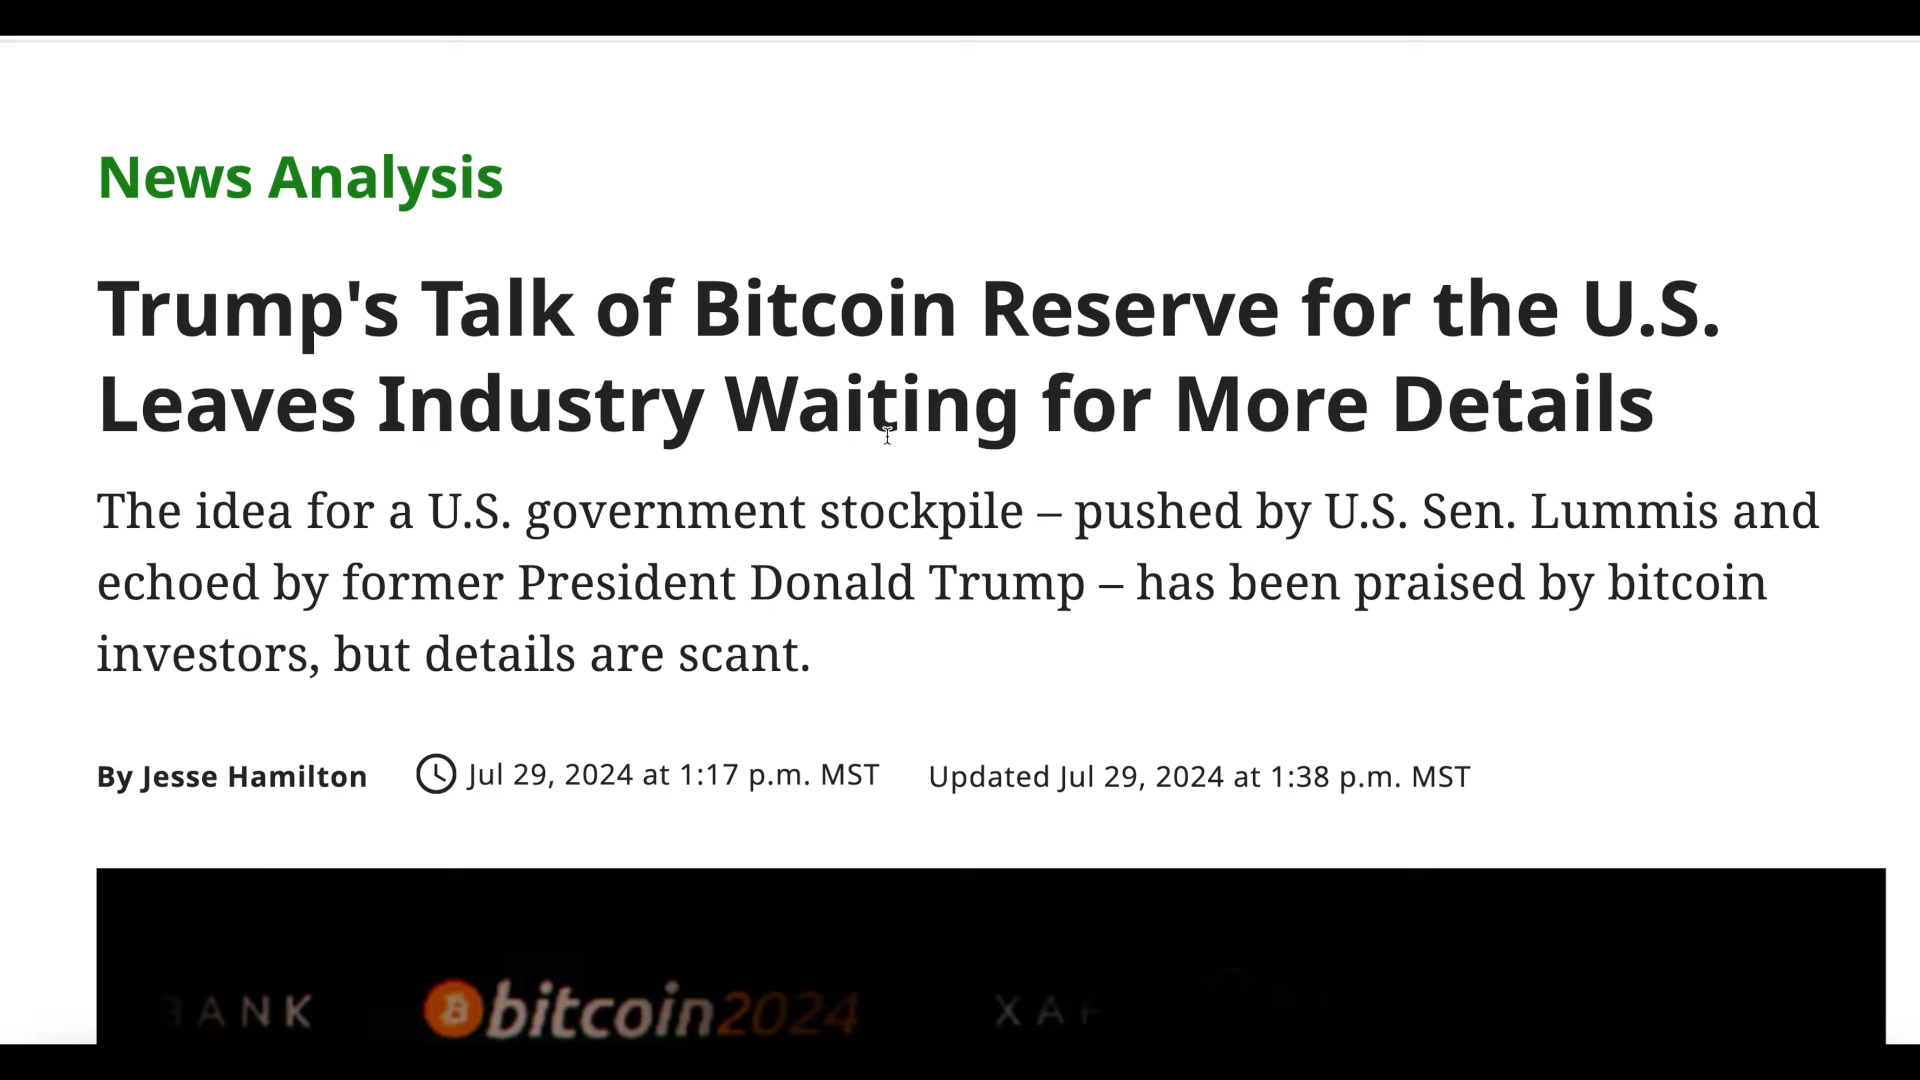 News Analysis
Trump's Talk of Bitcoin Reserve for the U.S.
Leaves Industry Waiting for More Details
The idea for a U.S. government stockpile – pushed by U.S. Sen. Lummis and
echoed by former President Donald Trump – has been praised by bitcoin
investors, but details are scant.
By Jesse Hamilton Jul 29, 2024 at 1:17 p.m. MST Updated Jul 29, 2024 at 1:38 p.m. MST
BANK bitcoin2024